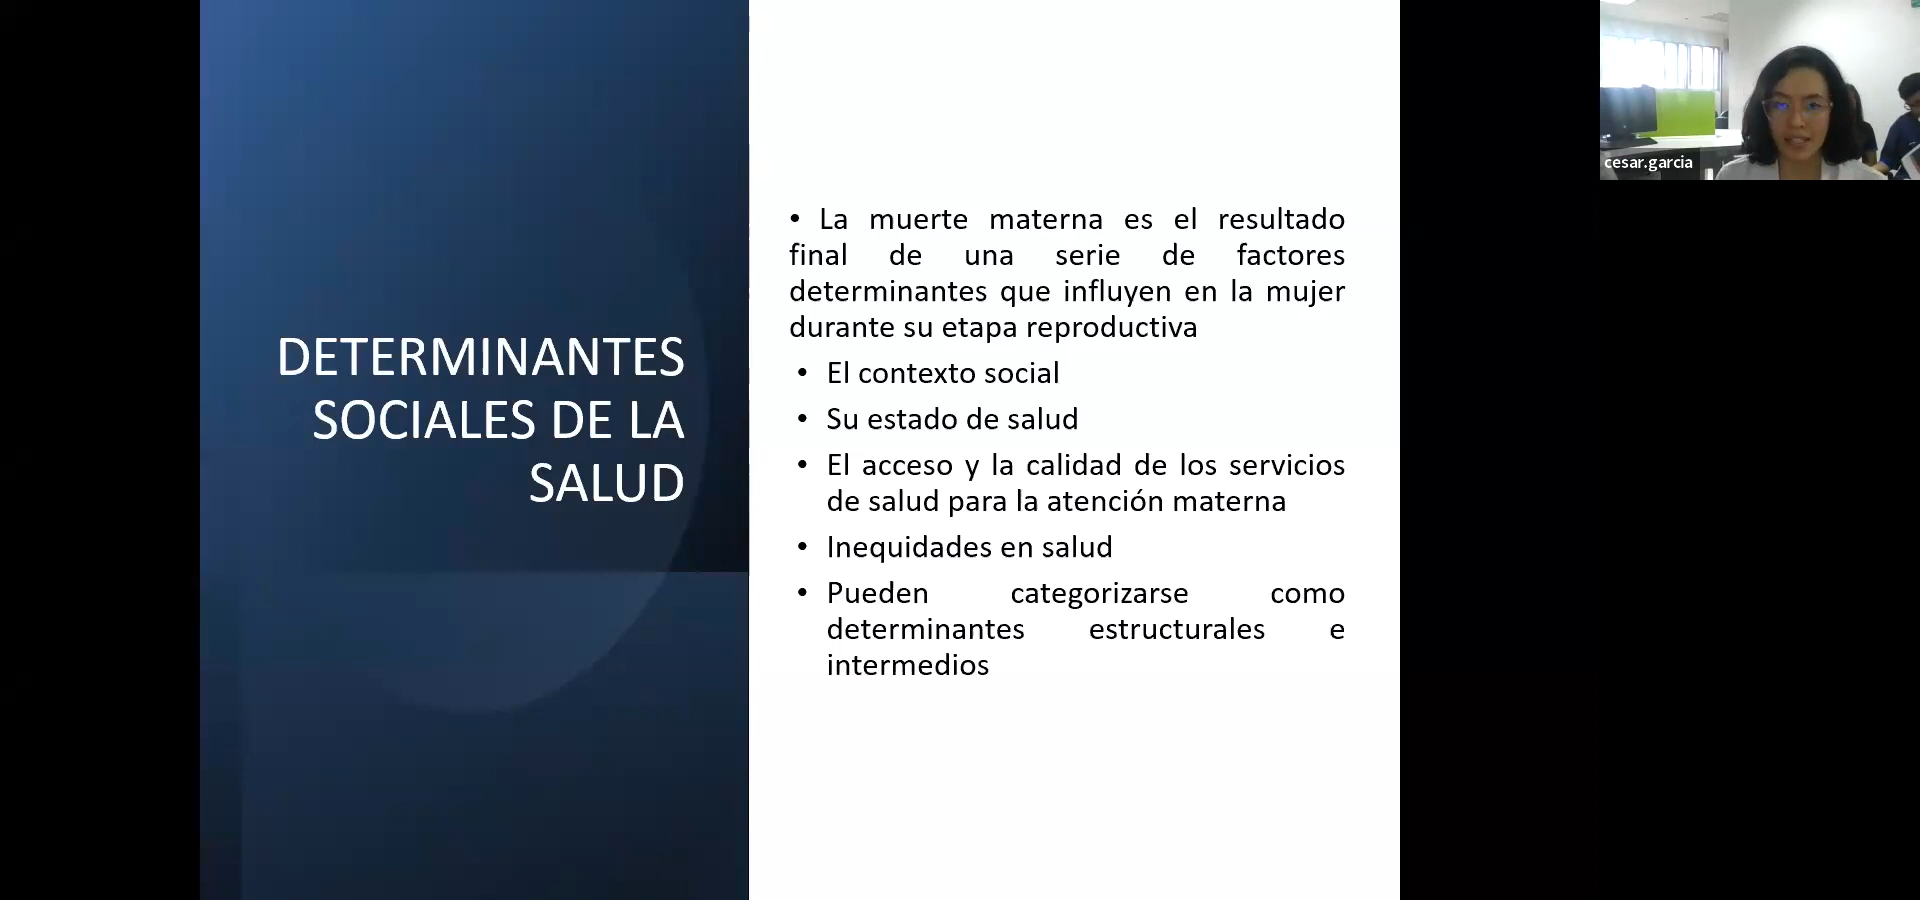 DETERMINANTES
SOCIALES DE LA
SALUD
• La muerte materna es el resultado
final de una serie de factores
determinantes que influyen en la mujer
durante su etapa reproductiva
• El contexto social
• Su estado de salud
• El acceso y la calidad de los servicios
de salud para la atención materna
• Inequidades en salud
• Pueden categorizarse como
determinantes estructurales e
intermedios
cesar.garcia